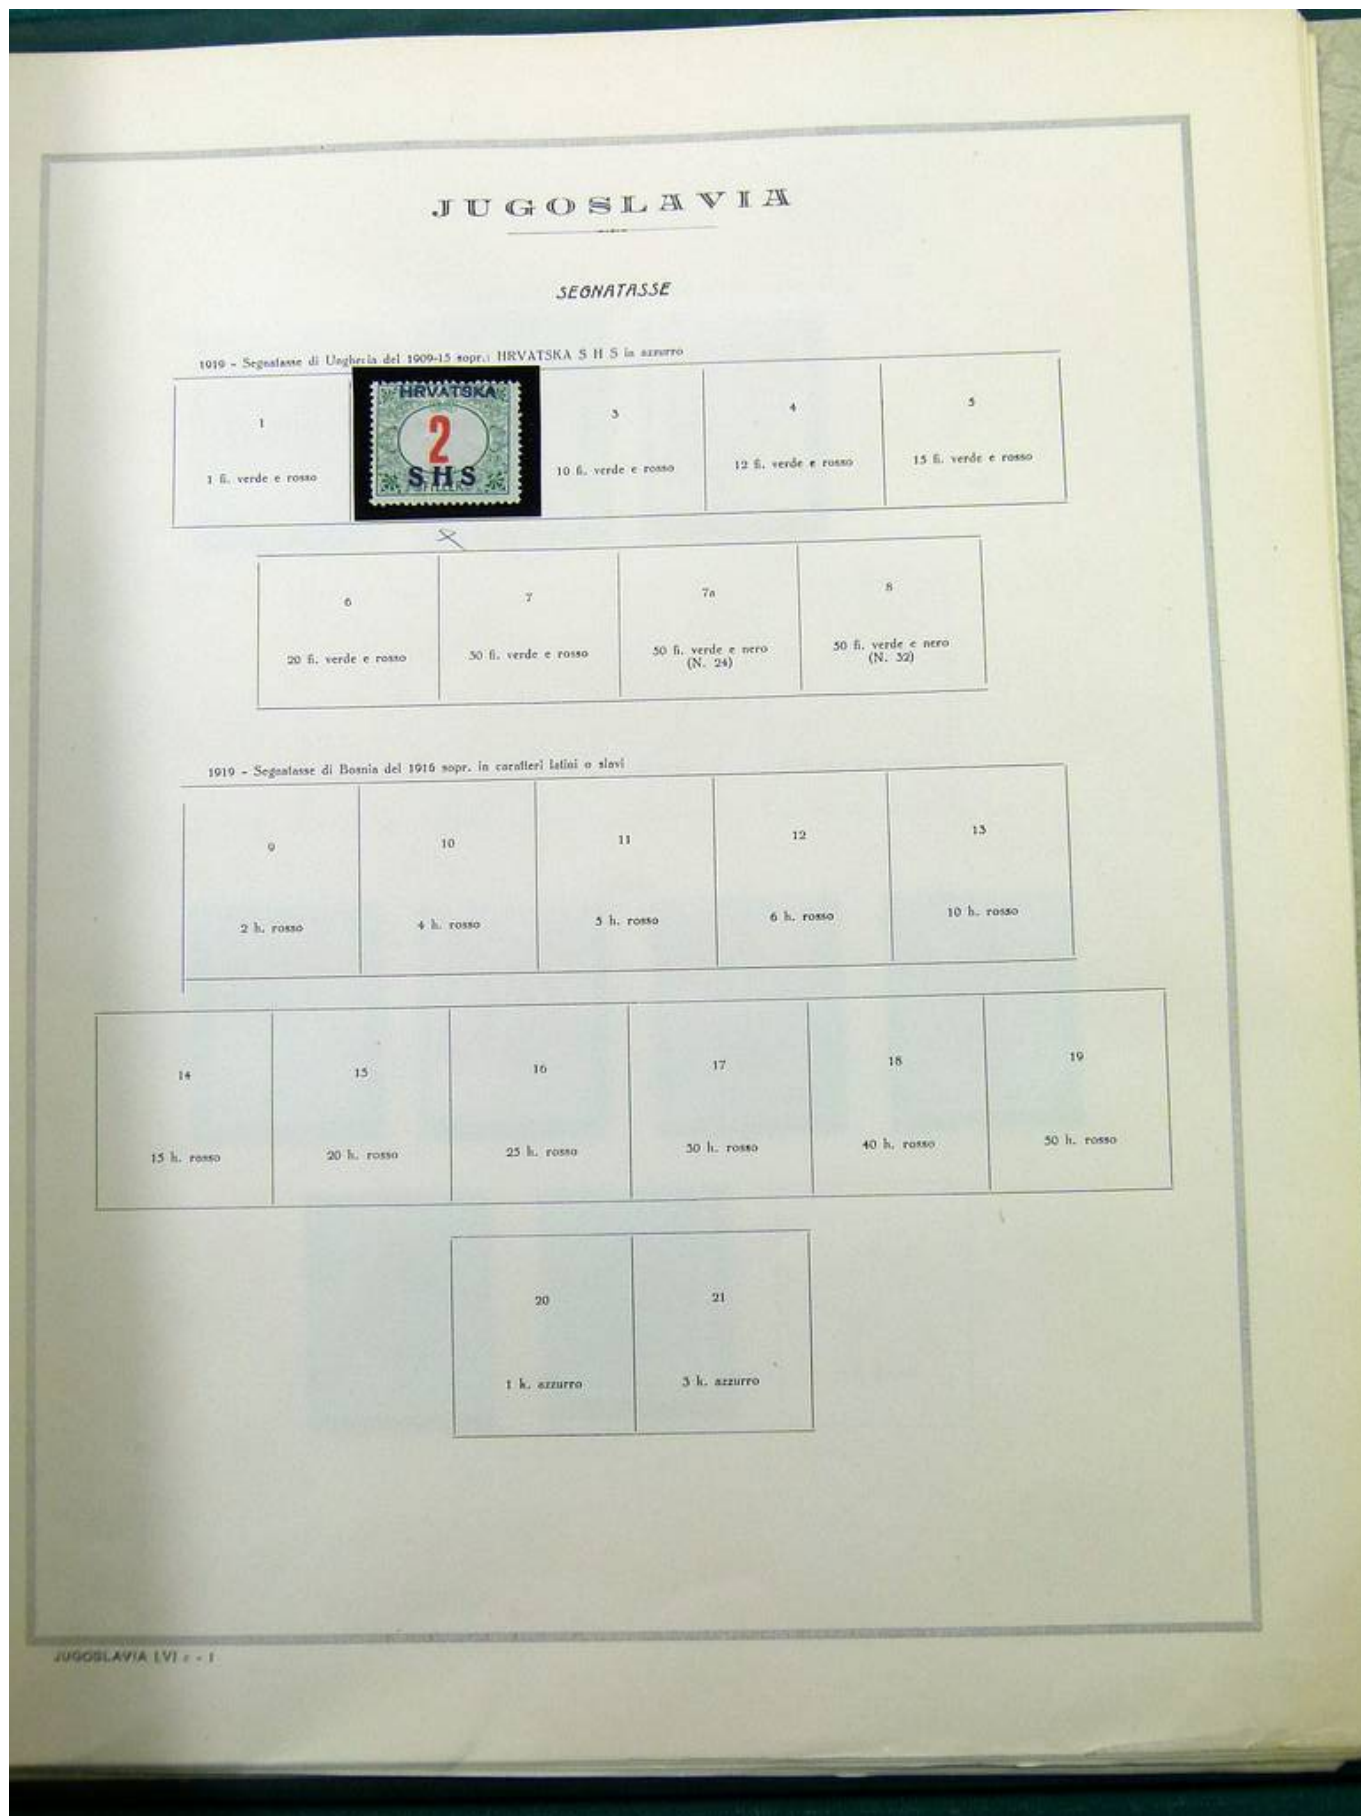 JUGOSLAVIA
SEGNATASSE
1919 - Segnatasse di Ungheria del 1909-15 sopr.: HRVATSKA S H S in azzurro
1
1 fi. verde e rosso
HRVATSKA
2
SHS
FILLER
3
10 fi. verde e rosso
4
12 fi. verde e rosso
5
15 fi. verde e rosso
6
20 fi. verde e rosso
7
30 fi. verde e rosso
7a
50 fi. verde e nero
(N. 24)
8
50 fi. verde e nero
(N. 32)
1919 - Segnatasse di Bosnia del 1916 sopr. in caratteri latini o slavi
9
2 h. rosso
10
4 h. rosso
11
5 h. rosso
12
6 h. rosso
13
10 h. rosso
14
15 h. rosso
15
20 h. rosso
16
25 h. rosso
17
30 h. rosso
18
40 h. rosso
19
50 h. rosso
20
1 k. azzurro
21
3 k. azzurro
JUGOSLAVIA LVI - 1